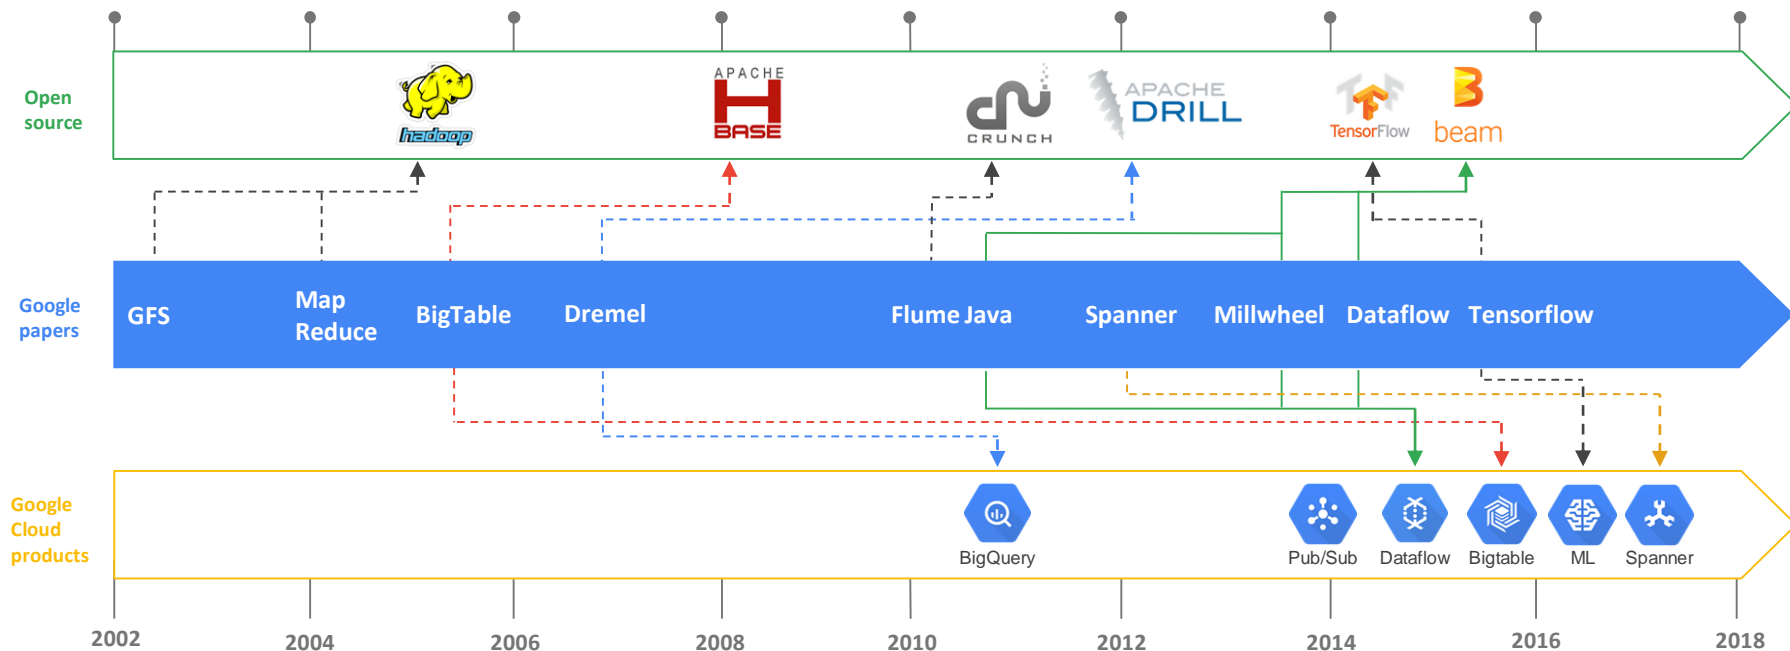 Open
source
hadoop
APACHE
H
BASE
CRUNCH
APACHE
DRILL
TensorFlow
beam
Google
papers
GFS
Map
Reduce
BigTable
Dremel
Flume Java
Spanner
Millwheel
Dataflow
Tensorflow
Google
Cloud
products
BigQuery
Pub/Sub
Dataflow
Bigtable
ML
Spanner
2002
2004
2006
2008
2010
2012
2014
2016
2018